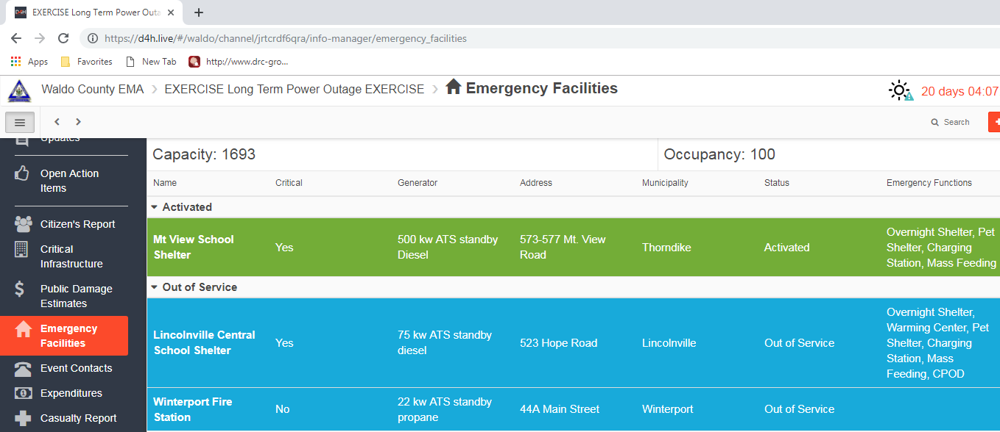 EXERCISE Long Term Power Outa
https://d4h.live/#/waldo/channel/jrtcrdf6qra/info-manager/emergency_facilities
Apps Favorites New Tab http://www.drc-gro...
Waldo County EMA EXERCISE Long Term Power Outage EXERCISE Emergency Facilities 20 days 04:07
Search
Updates
Open Action
Items
Citizen's Report
Critical
Infrastructure
Public Damage
Estimates
Emergency
Facilities
Event Contacts
Expenditures
Casualty Report
Capacity: 1693 Occupancy: 100
Name Critical Generator Address Municipality Status Emergency Functions
Activated
Mt View School
Shelter
Yes
500 kw ATS standby
Diesel
573-577 Mt. View
Road
Thorndike
Activated
Overnight Shelter, Pet
Shelter, Charging
Station, Mass Feeding
Out of Service
Lincolnville Central
School Shelter
Yes
75 kw ATS standby
diesel
523 Hope Road
Lincolnville
Out of Service
Overnight Shelter,
Warming Center, Pet
Shelter, Charging
Station, Mass
Feeding, CPOD
Winterport Fire
Station
No
22 kw ATS standby
propane
44A Main Street
Winterport
Out of Service